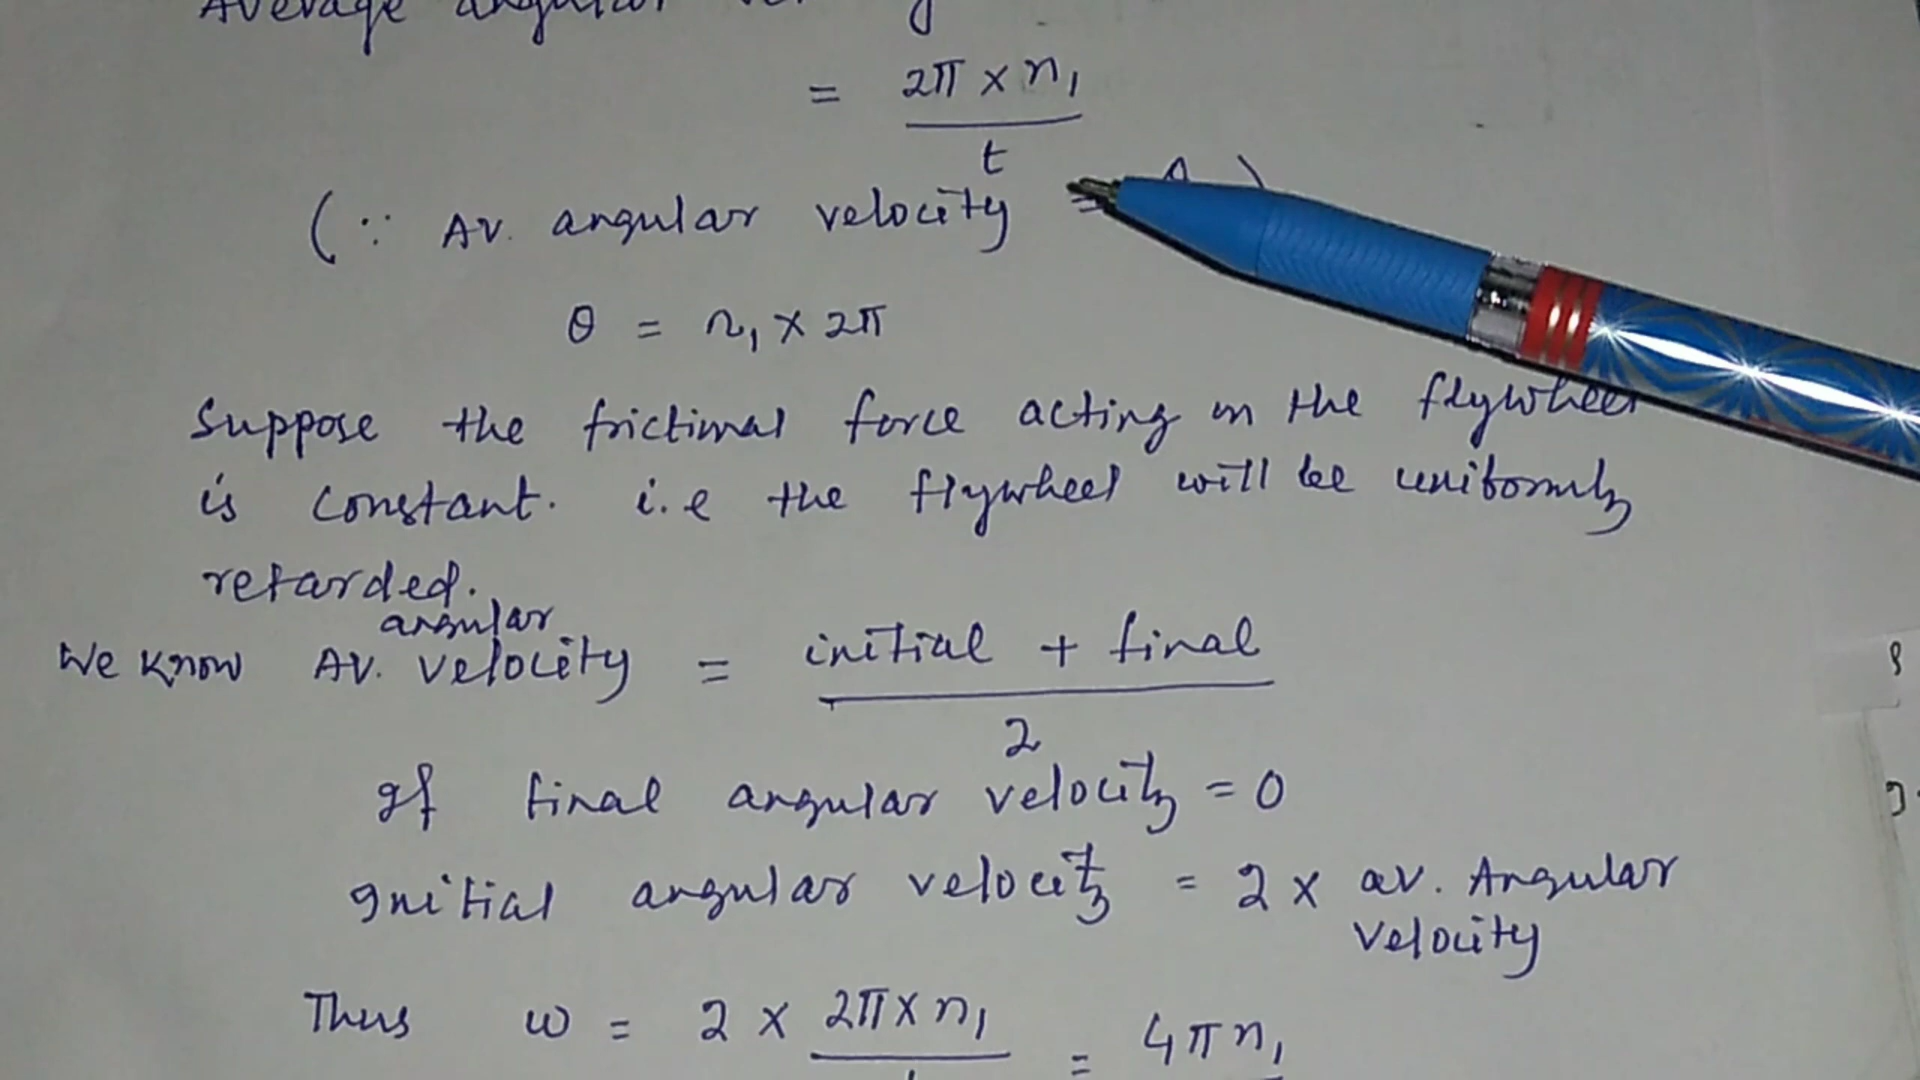 Average angular
= 2π × n₁ / t
(∵ Av. angular velocity =
θ = n₁ × 2π
Suppose the frictional force acting on the flywheel
is constant. i.e the flywheel will be uniformly
retarded.
angular
We know Av. velocity = initial + final / 2
If final angular velocity = 0
Initial angular velocity = 2 × av. Angular
velocity
Thus ω = 2 × 2π × n₁ = 4πn₁